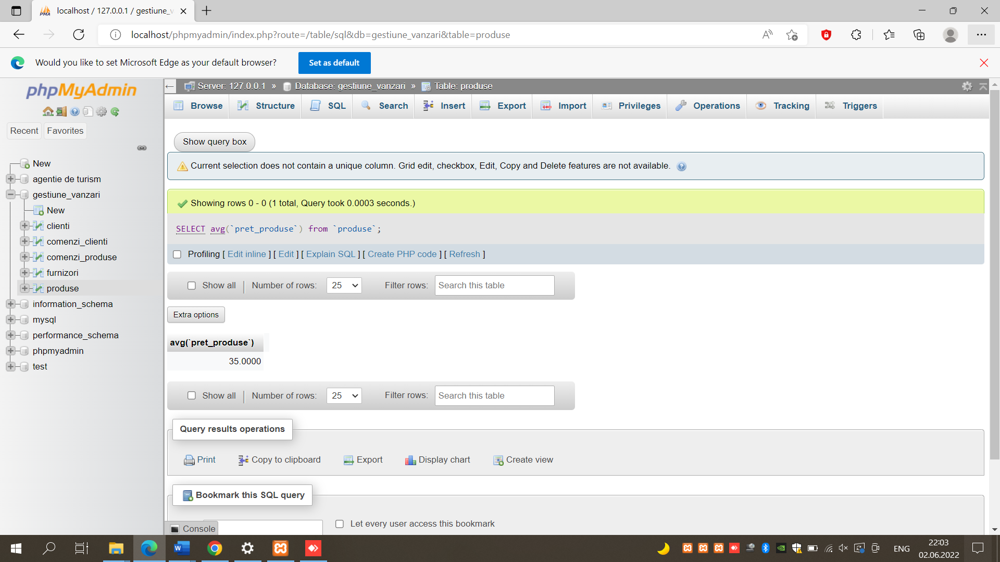 localhost / 127.0.0.1 / gestiune_v
localhost/phpmyadmin/index.php?route=/table/sql&db=gestiune_vanzari&table=produse
Would you like to set Microsoft Edge as your default browser?
Set as default
phpMyAdmin
Recent
Favorites
New
agentie de turism
gestiune_vanzari
New
clienti
comenzi_clienti
comenzi_produse
furnizori
produse
information_schema
mysql
performance_schema
phpmyadmin
test
Server: 127.0.0.1 » Database: gestiune_vanzari » Table: produse
Browse Structure SQL Search Insert Export Import Privileges Operations Tracking Triggers
Show query box
Current selection does not contain a unique column. Grid edit, checkbox, Edit, Copy and Delete features are not available.
Showing rows 0 - 0 (1 total, Query took 0.0003 seconds.)
SELECT avg(`pret_produse`) from `produse`;
Profiling [ Edit inline ] [ Edit ] [ Explain SQL ] [ Create PHP code ] [ Refresh ]
Show all | Number of rows: 25 Filter rows: Search this table
Extra options
avg(`pret_produse`)
35.0000
Show all | Number of rows: 25 Filter rows: Search this table
Query results operations
Print Copy to clipboard Export Display chart Create view
Bookmark this SQL query
Let every user access this bookmark
Console
ENG
22:03
02.06.2022